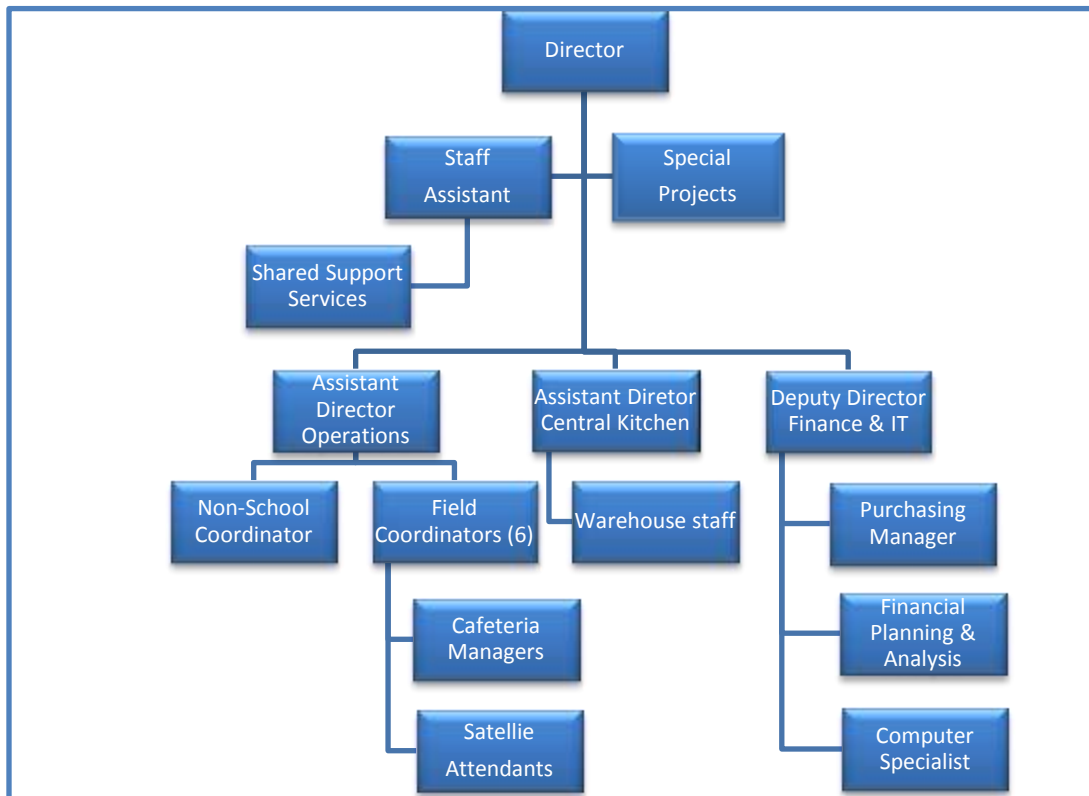 Director
Staff
Assistant
Special
Projects
Shared Support
Services
Assistant
Director
Operations
Assistant Diretor
Central Kitchen
Deputy Director
Finance & IT
Non-School
Coordinator
Field
Coordinators (6)
Warehouse staff
Purchasing
Manager
Cafeteria
Managers
Financial
Planning &
Analysis
Satellie
Attendants
Computer
Specialist